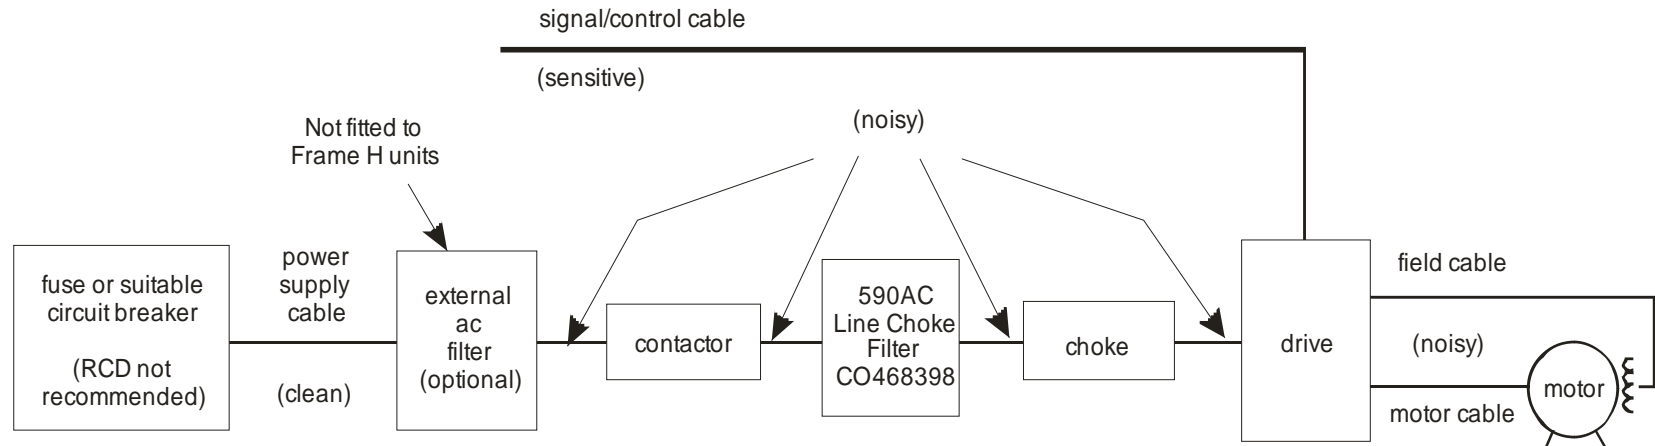 signal/control cable
(sensitive)
(noisy)
Not fitted to
Frame H units
fuse or suitable
circuit breaker
(RCD not
recommended)
power
supply
cable
(clean)
external
ac
filter
(optional)
contactor
590AC
Line Choke
Filter
CO468398
choke
drive
field cable
(noisy)
motor
motor cable